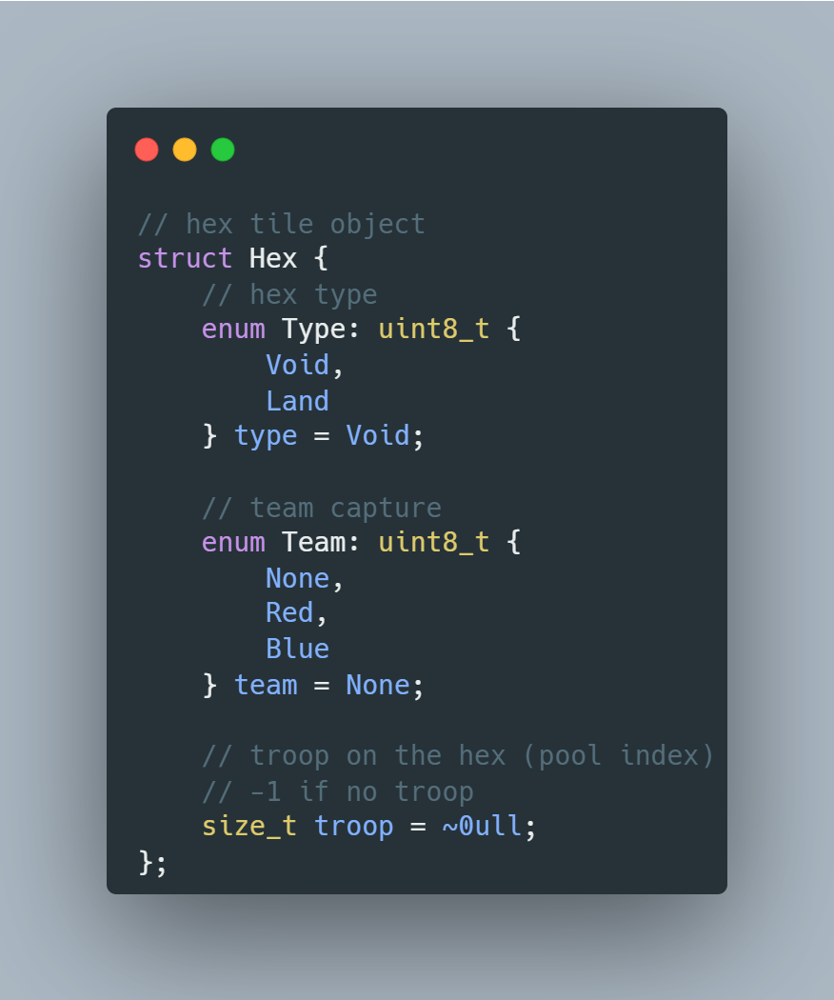 // hex tile object
struct Hex {
    // hex type
    enum Type: uint8_t {
        Void,
        Land
    } type = Void;

    // team capture
    enum Team: uint8_t {
        None,
        Red,
        Blue
    } team = None;

    // troop on the hex (pool index)
    // -1 if no troop
    size_t troop = ~0ull;
};